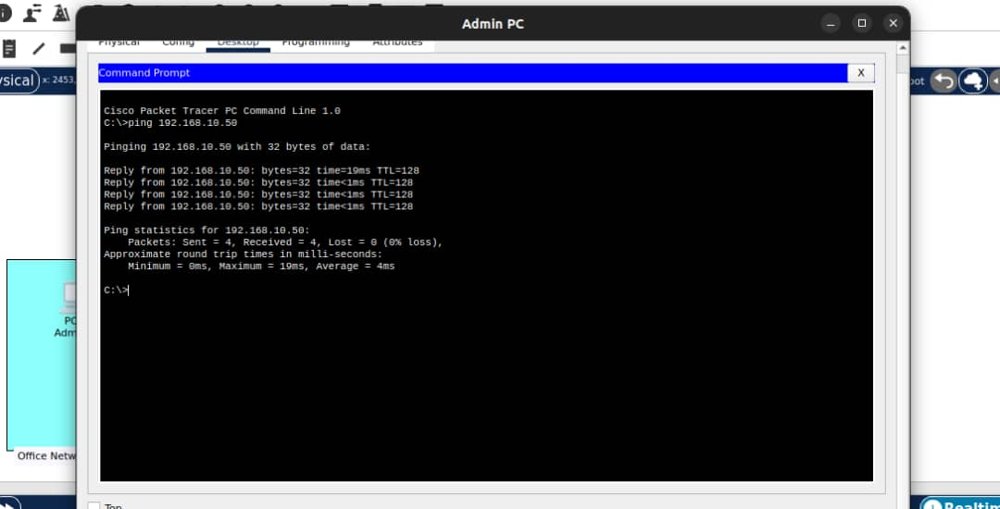 Admin PC
Physical Config Desktop Programming Attributes
Command Prompt
X
x: 2453,
Cisco Packet Tracer PC Command Line 1.0
C:\>ping 192.168.10.50
Pinging 192.168.10.50 with 32 bytes of data:
Reply from 192.168.10.50: bytes=32 time=19ms TTL=128
Reply from 192.168.10.50: bytes=32 time<1ms TTL=128
Reply from 192.168.10.50: bytes=32 time<1ms TTL=128
Reply from 192.168.10.50: bytes=32 time<1ms TTL=128
Ping statistics for 192.168.10.50:
Packets: Sent = 4, Received = 4, Lost = 0 (0% loss),
Approximate round trip times in milli-seconds:
Minimum = 0ms, Maximum = 19ms, Average = 4ms
C:\>
PC
Adm
Office Netw
Top
Realtim